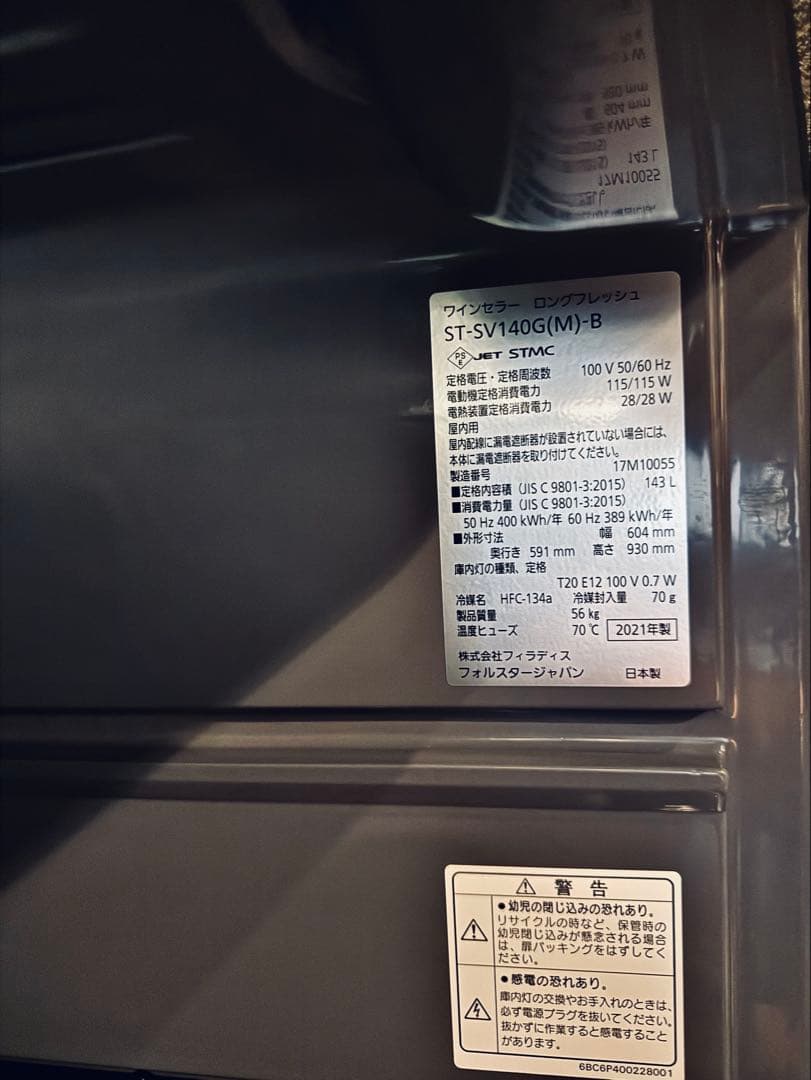 ワインセラー ロングフレッシュ
ST-SV140G(M)-B
PS E JET STMC
定格電圧・定格周波数 100 V 50/60 Hz
電動機定格消費電力 115/115 W
電熱装置定格消費電力 28/28 W
屋内用
屋内配線に漏電遮断器が設置されていない場合には、
本体に漏電遮断器を取り付けてください。
製造番号 17M10055
■定格内容積（JIS C 9801-3:2015） 143 L
■消費電力量（JIS C 9801-3:2015）
50 Hz 400 kWh/年 60 Hz 389 kWh/年
■外形寸法 幅 604 mm
奥行き 591 mm 高さ 930 mm
庫内灯の種類、定格
T20 E12 100 V 0.7 W
冷媒名 HFC-134a 冷媒封入量 70 g
製品質量 56 kg
温度ヒューズ 70 ℃ 2021年製
株式会社フィラディス
フォルスタージャパン 日本製
⚠ 警告
●幼児の閉じ込みの恐れあり。
リサイクルの時など、保管時の
幼児閉じ込みが懸念される場合
は、扉パッキングをはずしてく
ださい。
●感電の恐れあり。
庫内灯の交換やお手入れのときは、
必ず電源プラグを抜いてください。
抜かずに作業すると感電すること
があります。
6BC6P400228001